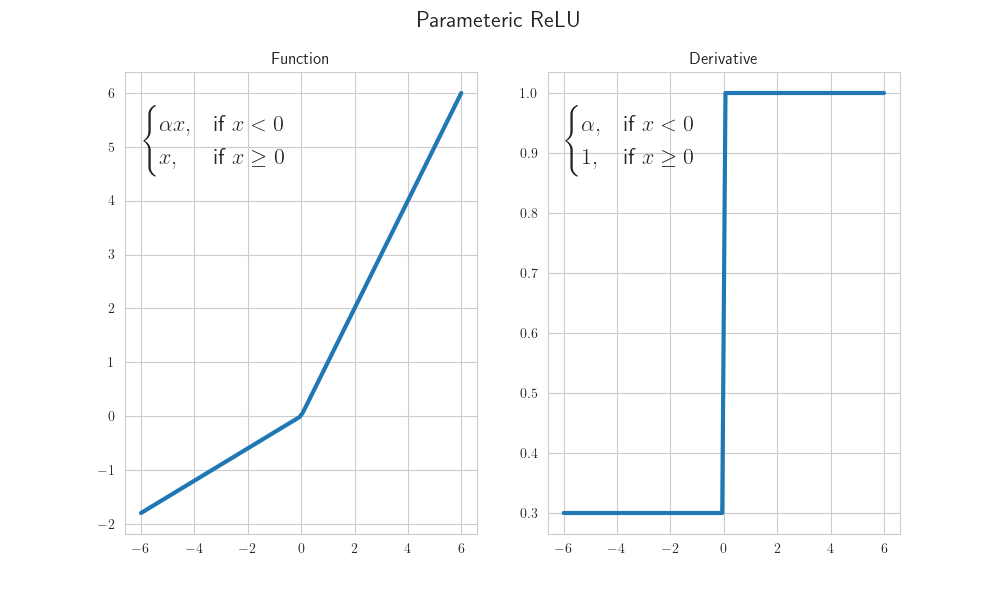 Parameteric ReLU
Function
Derivative
6
5
4
3
2
1
0
−1
−2
−6 −4 −2 0 2 4 6
αx, if x < 0
x, if x ≥ 0
1.0
0.9
0.8
0.7
0.6
0.5
0.4
0.3
−6 −4 −2 0 2 4 6
α, if x < 0
1, if x ≥ 0